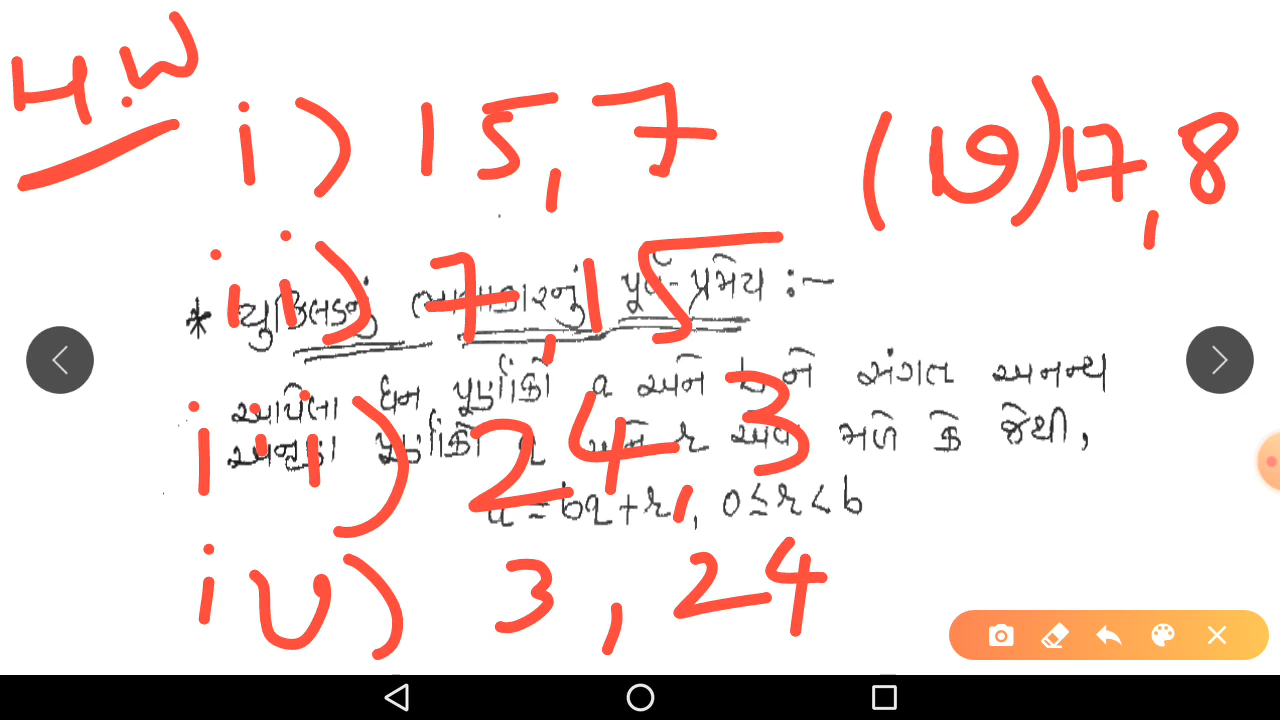 H.W
i) 15, 7
(v) 17, 8
ii) 7, 15
* યુક્લિડનું ભાગાકારનું પૂર્વ-પ્રમેય :-
આપેલા ધન પૂર્ણાંકો a અને b ને સંગત અનન્ય
અનન્ય પૂર્ણાંકો q અને r એવા મળે કે જેથી,
iii) 24, 3
a = bq + r, 0 ≤ r < b
iv) 3, 24